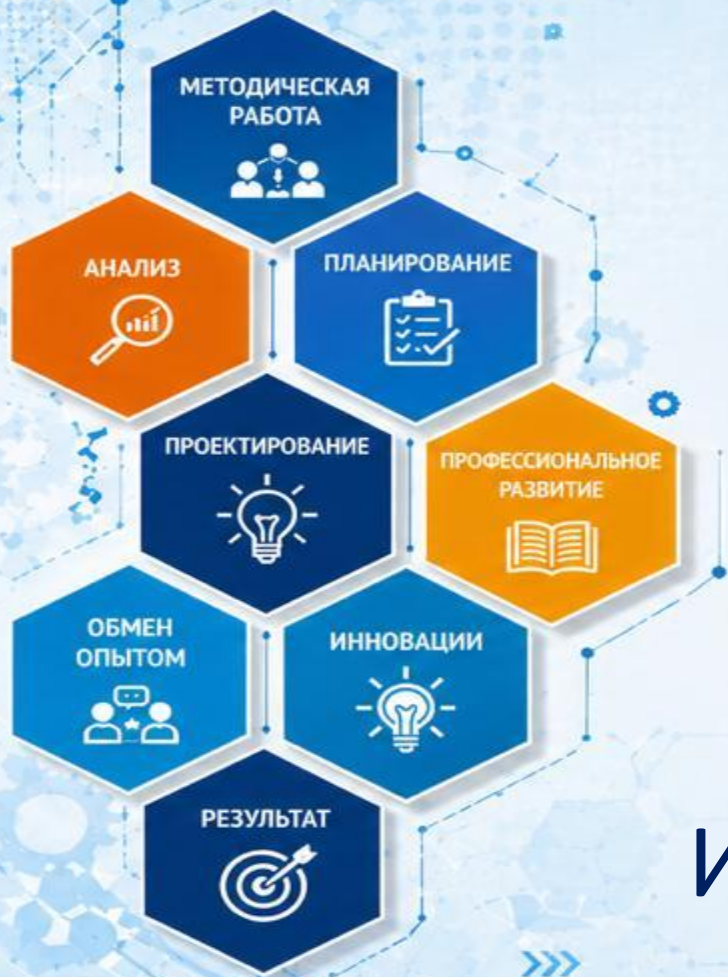 МЕТОДИЧЕСКАЯ
РАБОТА
АНАЛИЗ
ПЛАНИРОВАНИЕ
ПРОЕКТИРОВАНИЕ
ПРОФЕССИОНАЛЬНОЕ
РАЗВИТИЕ
ОБМЕН
ОПЫТОМ
ИННОВАЦИИ
РЕЗУЛЬТАТ